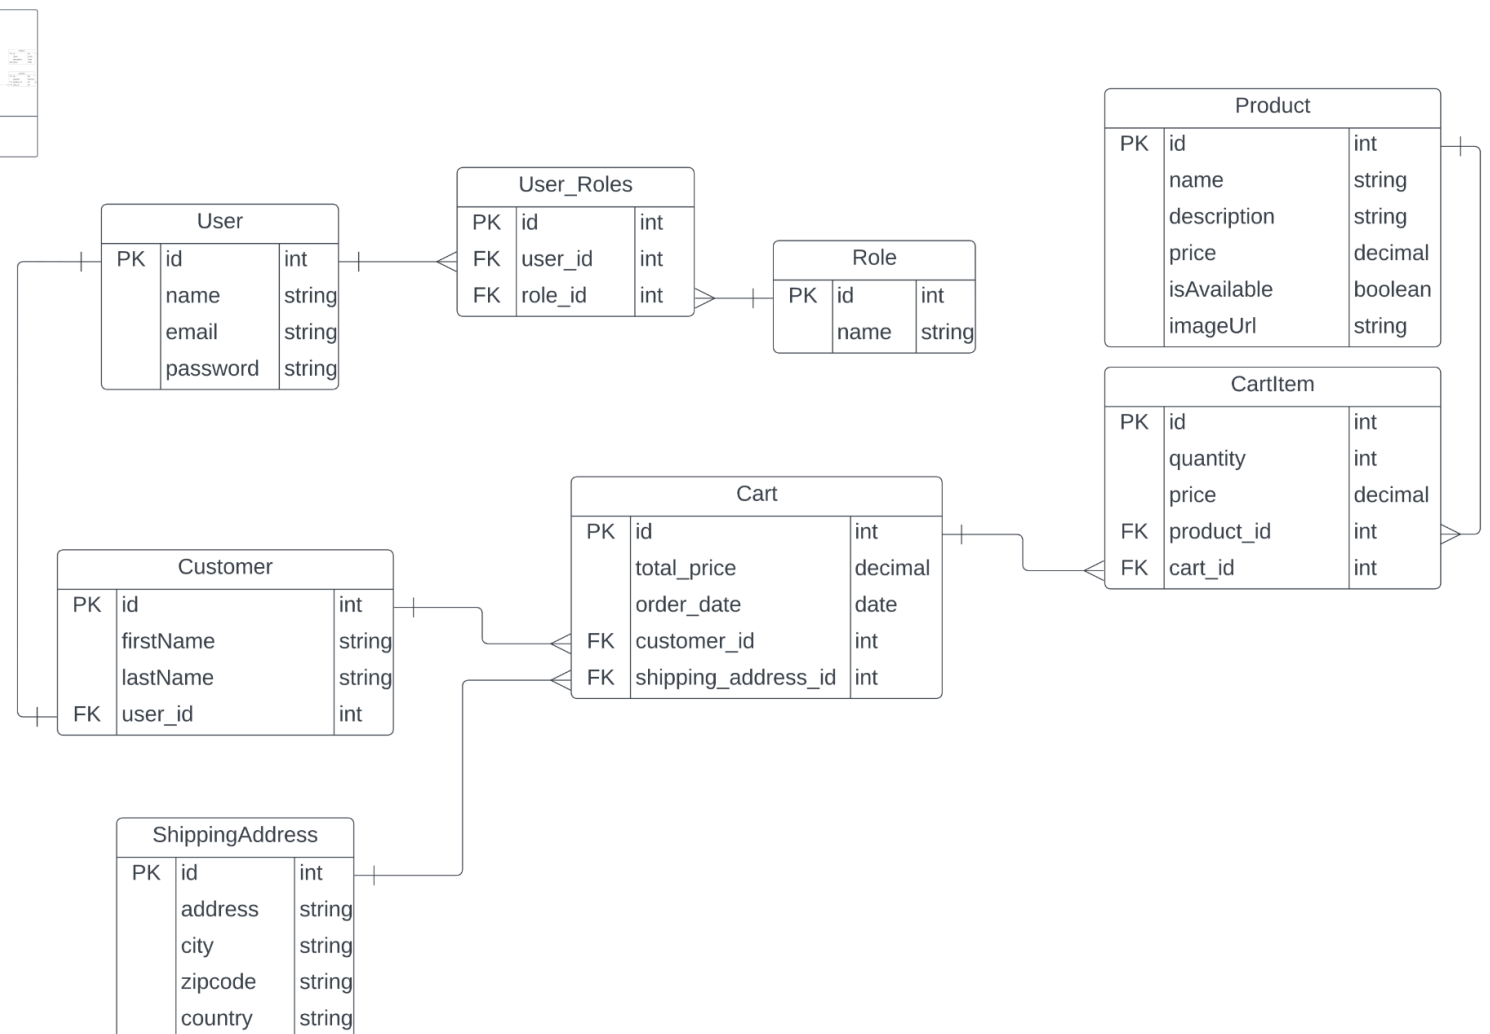 User
PK id int
name string
email string
password string
User_Roles
PK id int
FK user_id int
FK role_id int
Role
PK id int
name string
Product
PK id int
name string
description string
price decimal
isAvailable boolean
imageUrl string
CartItem
PK id int
quantity int
price decimal
FK product_id int
FK cart_id int
Cart
PK id int
total_price decimal
order_date date
FK customer_id int
FK shipping_address_id int
Customer
PK id int
firstName string
lastName string
FK user_id int
ShippingAddress
PK id int
address string
city string
zipcode string
country string